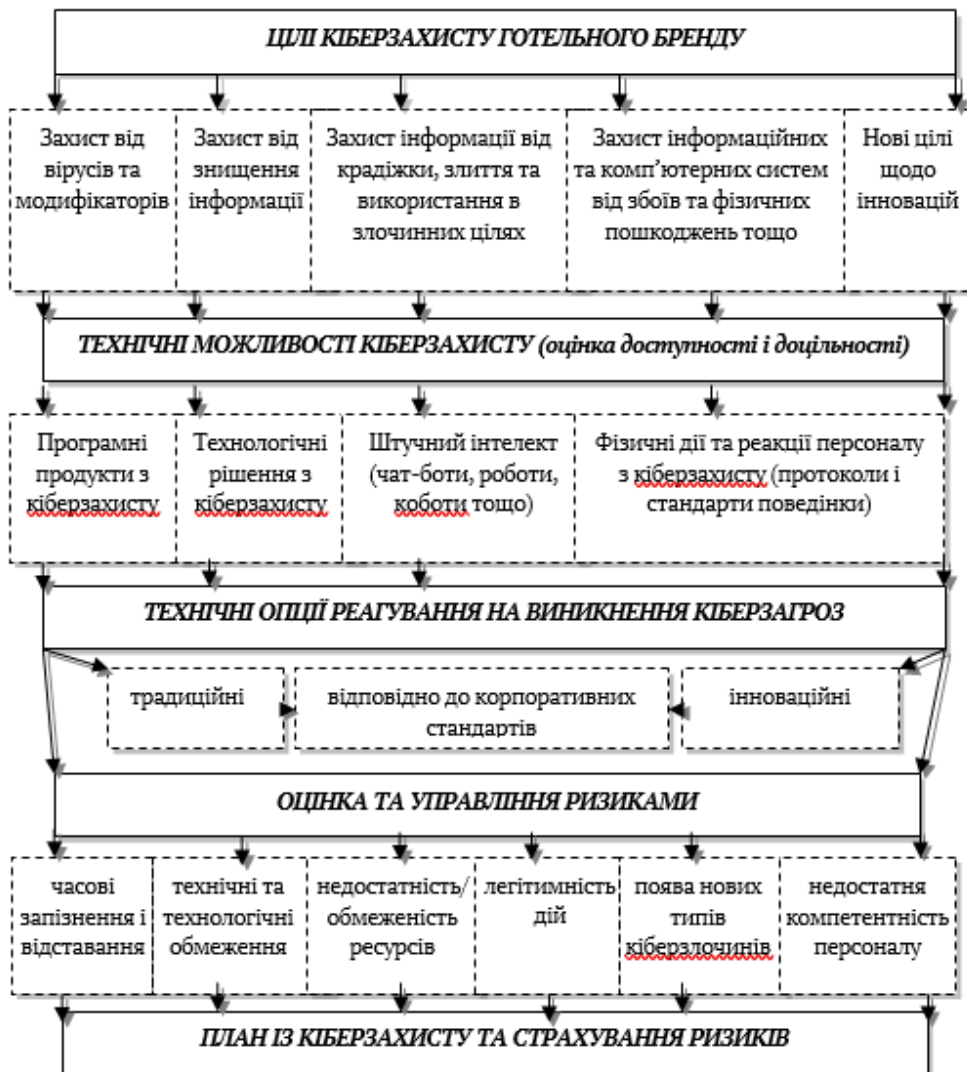 ЦІЛІ КІБЕРЗАХИСТУ ГОТЕЛЬНОГО БРЕНДУ
Захист від
вірусів та
модифікаторів
Захист від
знищення
інформації
Захист інформації від
крадіжки, злиття та
використання в
злочинних цілях
Захист інформаційних
та комп’ютерних систем
від збоїв та фізичних
пошкоджень тощо
Нові цілі
щодо
інновацій
ТЕХНІЧНІ МОЖЛИВОСТІ КІБЕРЗАХИСТУ (оцінка доступності і доцільності)
Програмні
продукти з
кіберзахисту
Технологічні
рішення з
кіберзахисту
Штучний інтелект
(чат-боти, роботи,
коботи тощо)
Фізичні дії та реакції персоналу
з кіберзахисту (протоколи і
стандарти поведінки)
ТЕХНІЧНІ ОПЦІЇ РЕАГУВАННЯ НА ВИНИКНЕННЯ КІБЕРЗАГРОЗ
традиційні
відповідно до корпоративних
стандартів
інноваційні
ОЦІНКА ТА УПРАВЛІННЯ РИЗИКАМИ
часові
запізнення і
відставання
технічні та
технологічні
обмеження
недостатність/
обмеженість
ресурсів
легітимність
дій
поява нових
типів
кіберзлочинів
недостатня
компетентність
персоналу
ПЛАН ІЗ КІБЕРЗАХИСТУ ТА СТРАХУВАННЯ РИЗИКІВ